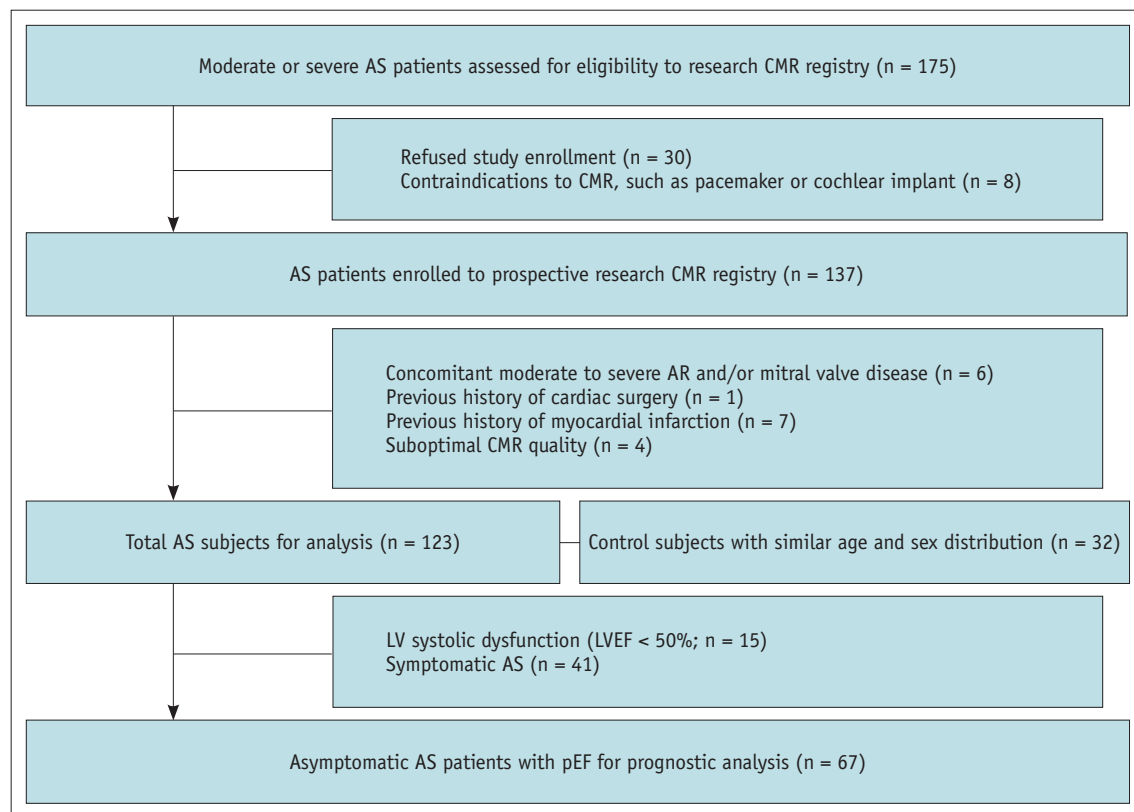 Moderate or severe AS patients assessed for eligibility to research CMR registry (n = 175)
Refused study enrollment (n = 30)
Contraindications to CMR, such as pacemaker or cochlear implant (n = 8)
AS patients enrolled to prospective research CMR registry (n = 137)
Concomitant moderate to severe AR and/or mitral valve disease (n = 6)
Previous history of cardiac surgery (n = 1)
Previous history of myocardial infarction (n = 7)
Suboptimal CMR quality (n = 4)
Total AS subjects for analysis (n = 123)
Control subjects with similar age and sex distribution (n = 32)
LV systolic dysfunction (LVEF < 50%; n = 15)
Symptomatic AS (n = 41)
Asymptomatic AS patients with pEF for prognostic analysis (n = 67)